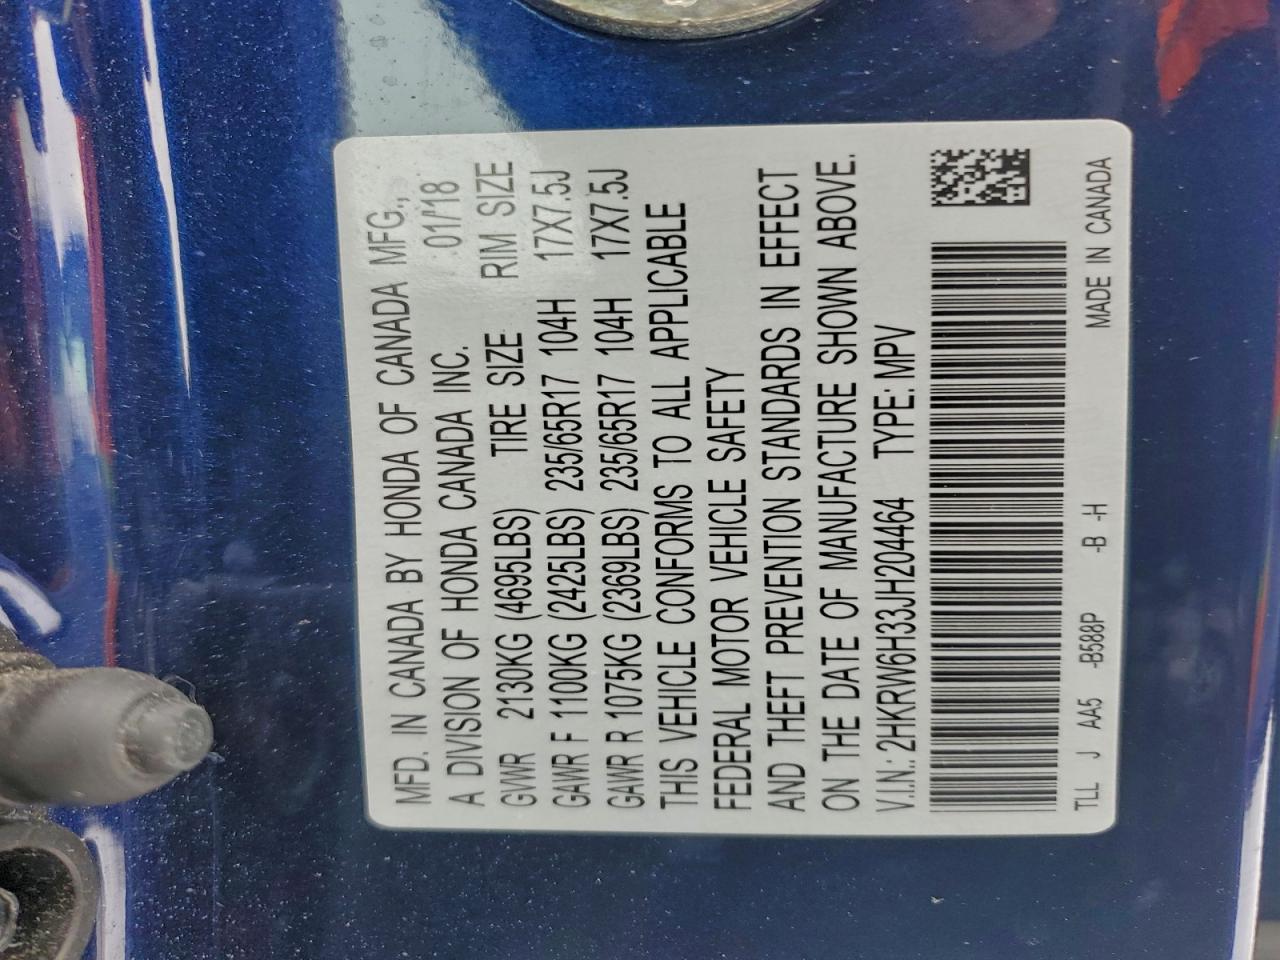 MFD. IN CANADA BY HONDA OF CANADA MFG.,
A DIVISION OF HONDA CANADA INC. 01/'18
GVWR 2130KG (4695LBS) TIRE SIZE RIM SIZE
GAWR F 1100KG (2425LBS) 235/65R17 104H 17X7.5J
GAWR R 1075KG (2369LBS) 235/65R17 104H 17X7.5J
THIS VEHICLE CONFORMS TO ALL APPLICABLE
FEDERAL MOTOR VEHICLE SAFETY
AND THEFT PREVENTION STANDARDS IN EFFECT
ON THE DATE OF MANUFACTURE SHOWN ABOVE.
V.I.N.: 2HKRW6H33JH204464 TYPE: MPV
TLL J AA5 -B588P -B -H MADE IN CANADA